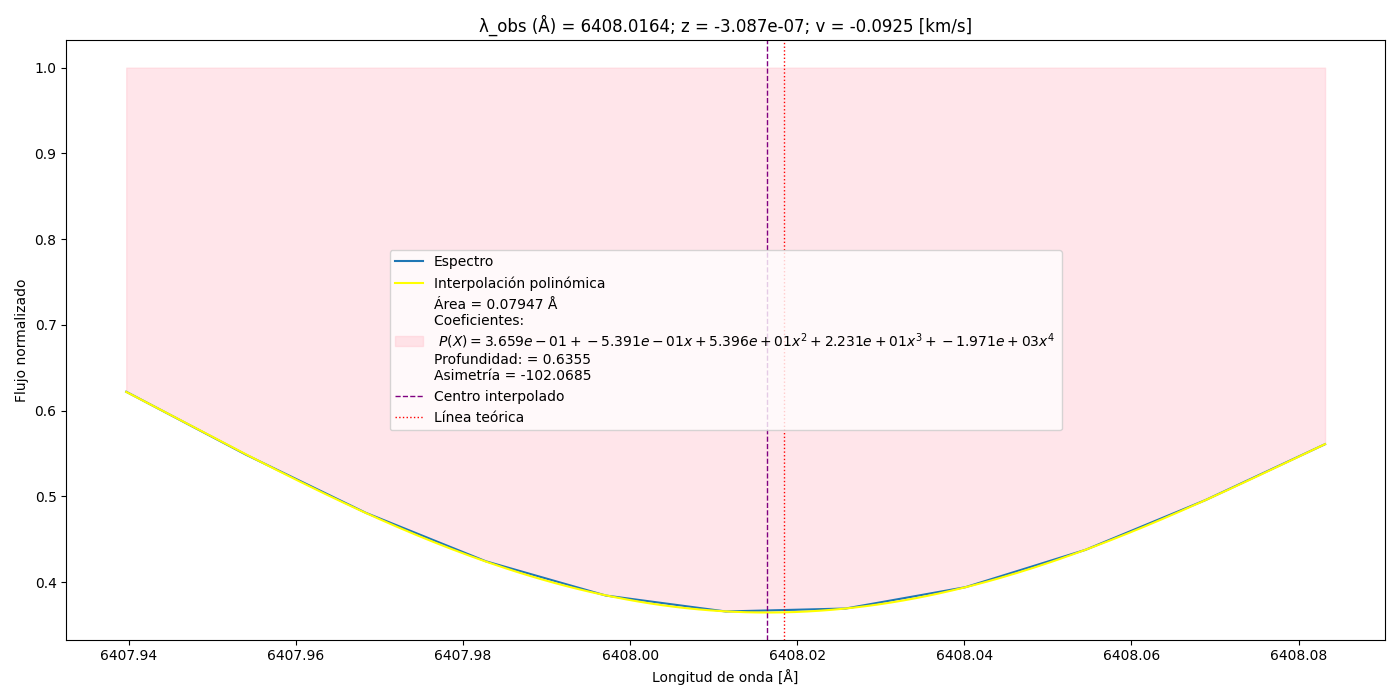 λ_obs (Å) = 6408.0164; z = -3.087e-07; v = -0.0925 [km/s]
Flujo normalizado
1.0
0.9
0.8
0.7
0.6
0.5
0.4
Espectro
Interpolación polinómica
Área = 0.07947 Å
Coeficientes:
P(X) = 3.659e − 01 + −5.391e − 01x + 5.396e + 01x² + 2.231e + 01x³ + −1.971e + 03x⁴
Profundidad: = 0.6355
Asimetría = -102.0685
Centro interpolado
Línea teórica
6407.94 6407.96 6407.98 6408.00 6408.02 6408.04 6408.06 6408.08
Longitud de onda [Å]